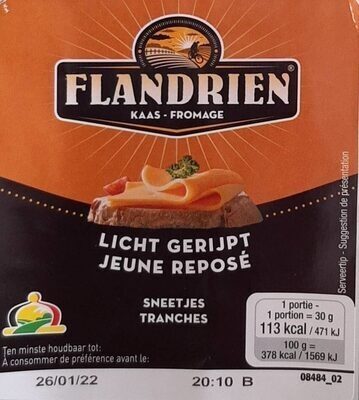 FLANDRIEN®
KAAS - FROMAGE
LICHT GERIJPT
JEUNE REPOSÉ
SNEETJES
TRANCHES
Serveertip - Suggestion de présentation
1 portie -
1 portion = 30 g
113 kcal / 471 kJ
100 g =
378 kcal / 1569 kJ
Ten minste houdbaar tot:
A consommer de préférence avant le:
08484_02
26/01/22 20:10 B